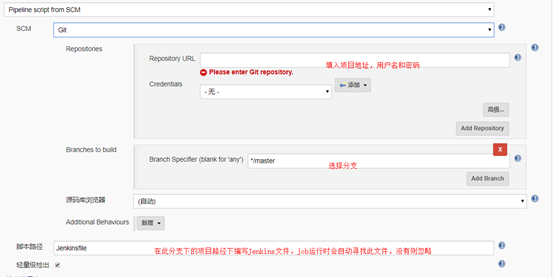 Pipeline script from SCM
SCM
Git
Repositories
Repository URL
填入项目地址，用户名和密码
Please enter Git repository.
Credentials
- 无 -
添加
高级...
Add Repository
Branches to build
X
Branch Specifier (blank for 'any')
*/master
选择分支
Add Branch
源码库浏览器
(自动)
Additional Behaviours
新增
脚本路径
Jenkinsfile
在此分支下的项目路径下编写Jenkins文件，job运行时会自动寻找此文件，没有则忽略
轻量级检出